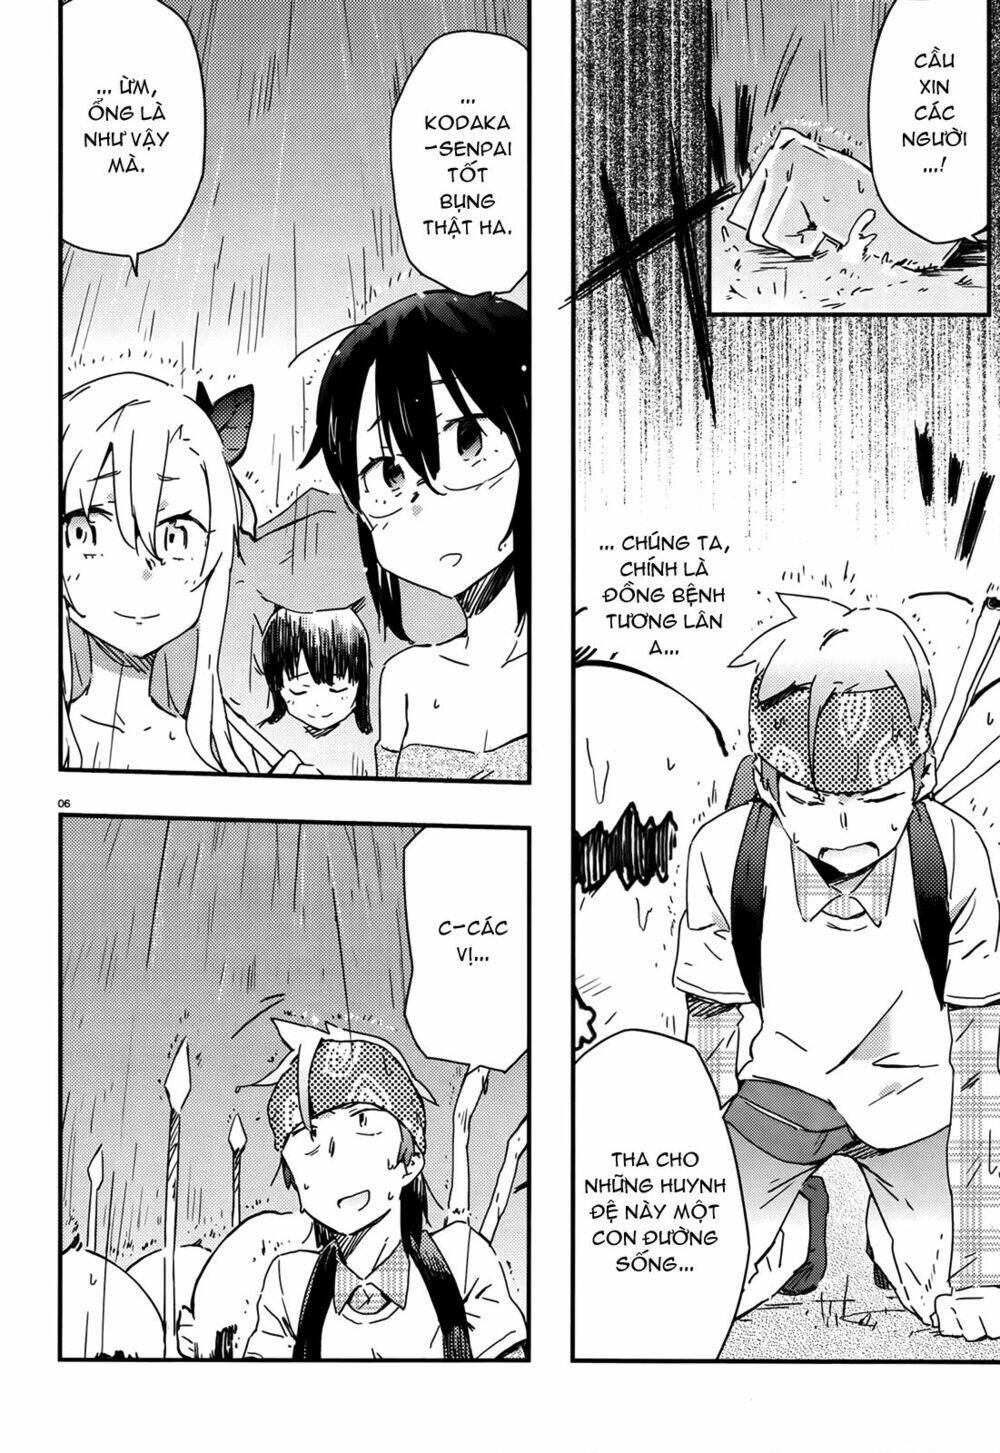 CẦU
XIN
CÁC
NGƯỜI
...!
... CHÚNG TA,
CHÍNH LÀ
ĐỒNG BỆNH
TƯƠNG LÂN
A...
THA CHO
NHỮNG HUYNH
ĐỆ NÀY MỘT
CON ĐƯỜNG
SỐNG...
...
KODAKA
-SENPAI
TỐT
BỤNG
THẬT HA.
... ỪM,
ỔNG LÀ
NHƯ VẬY
MÀ.
06
C-CÁC
VỊ...